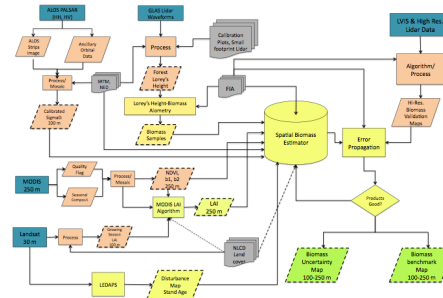 ALOS PALSAR
(HH, HV)
GLAS Lidar
Waveforms
LVIS & High Res.
Lidar Data
ALOS
Strips
image
Ancillary
Orbital
Data
Process
Calibration
Plots, Small
footprint Lidar
Process/
Mosaic
SRTM,
NED
Forest
Lorey's
Height
FIA
Algorithm/
Process
Lorey's Height-Biomass
Allometry
Calibrated
Sigma0
100 m
Biomass
Samples
Hi-Res.
Biomass
Validation
Maps
Spatial Biomass
Estimator
Error
Propagation
Quality
Flag
MODIS
250 m
Process/
Mosaic
NDVI,
b1, b2
250 m
Seasonal
MODIS LAI
Algorithm
LAI
250 m
Products
Good?
Landsat
30 m
Process
Growing
Season
NLCD
Land
cover
LEDAPS
Disturbance
Map
Stand Age
Biomass
Uncertainty
Map
100-250 m
Biomass
benchmark
Map
100-250 m